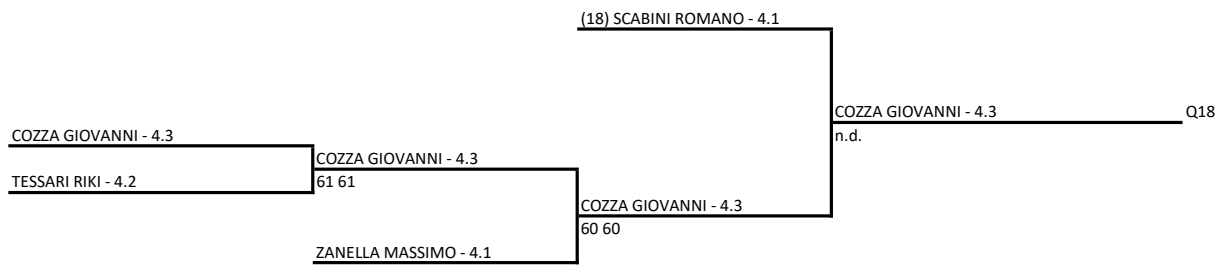 (18) SCABINI ROMANO - 4.1
COZZA GIOVANNI - 4.3
Q18
n.d.
COZZA GIOVANNI - 4.3
COZZA GIOVANNI - 4.3
TESSARI RIKI - 4.2
61 61
COZZA GIOVANNI - 4.3
60 60
ZANELLA MASSIMO - 4.1